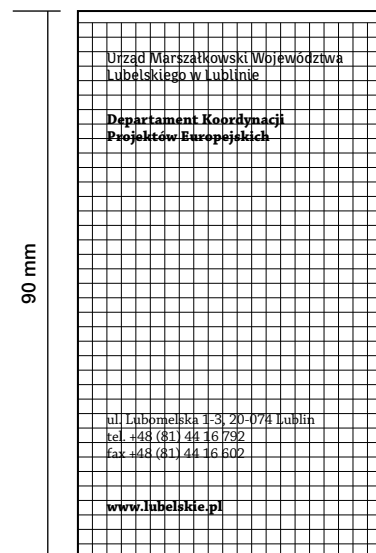 Urząd Marszałkowski Województwa
Lubelskiego w Lublinie
Departament Koordynacji
Projektów Europejskich
90 mm
ul. Lubomelska 1-3, 20-074 Lublin
tel. +48 (81) 44 16 792
fax +48 (81) 44 16 602
www.lubelskie.pl